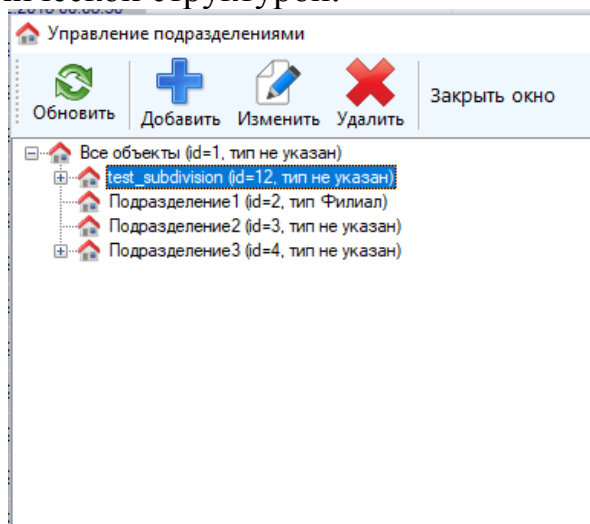 структурой.
Управление подразделениями
Обновить Добавить Изменить Удалить Закрыть окно
Все объекты (id=1, тип не указан)
test_subdivision (id=12, тип не указан)
Подразделение1 (id=2, тип Филиал)
Подразделение2 (id=3, тип не указан)
Подразделение3 (id=4, тип не указан)